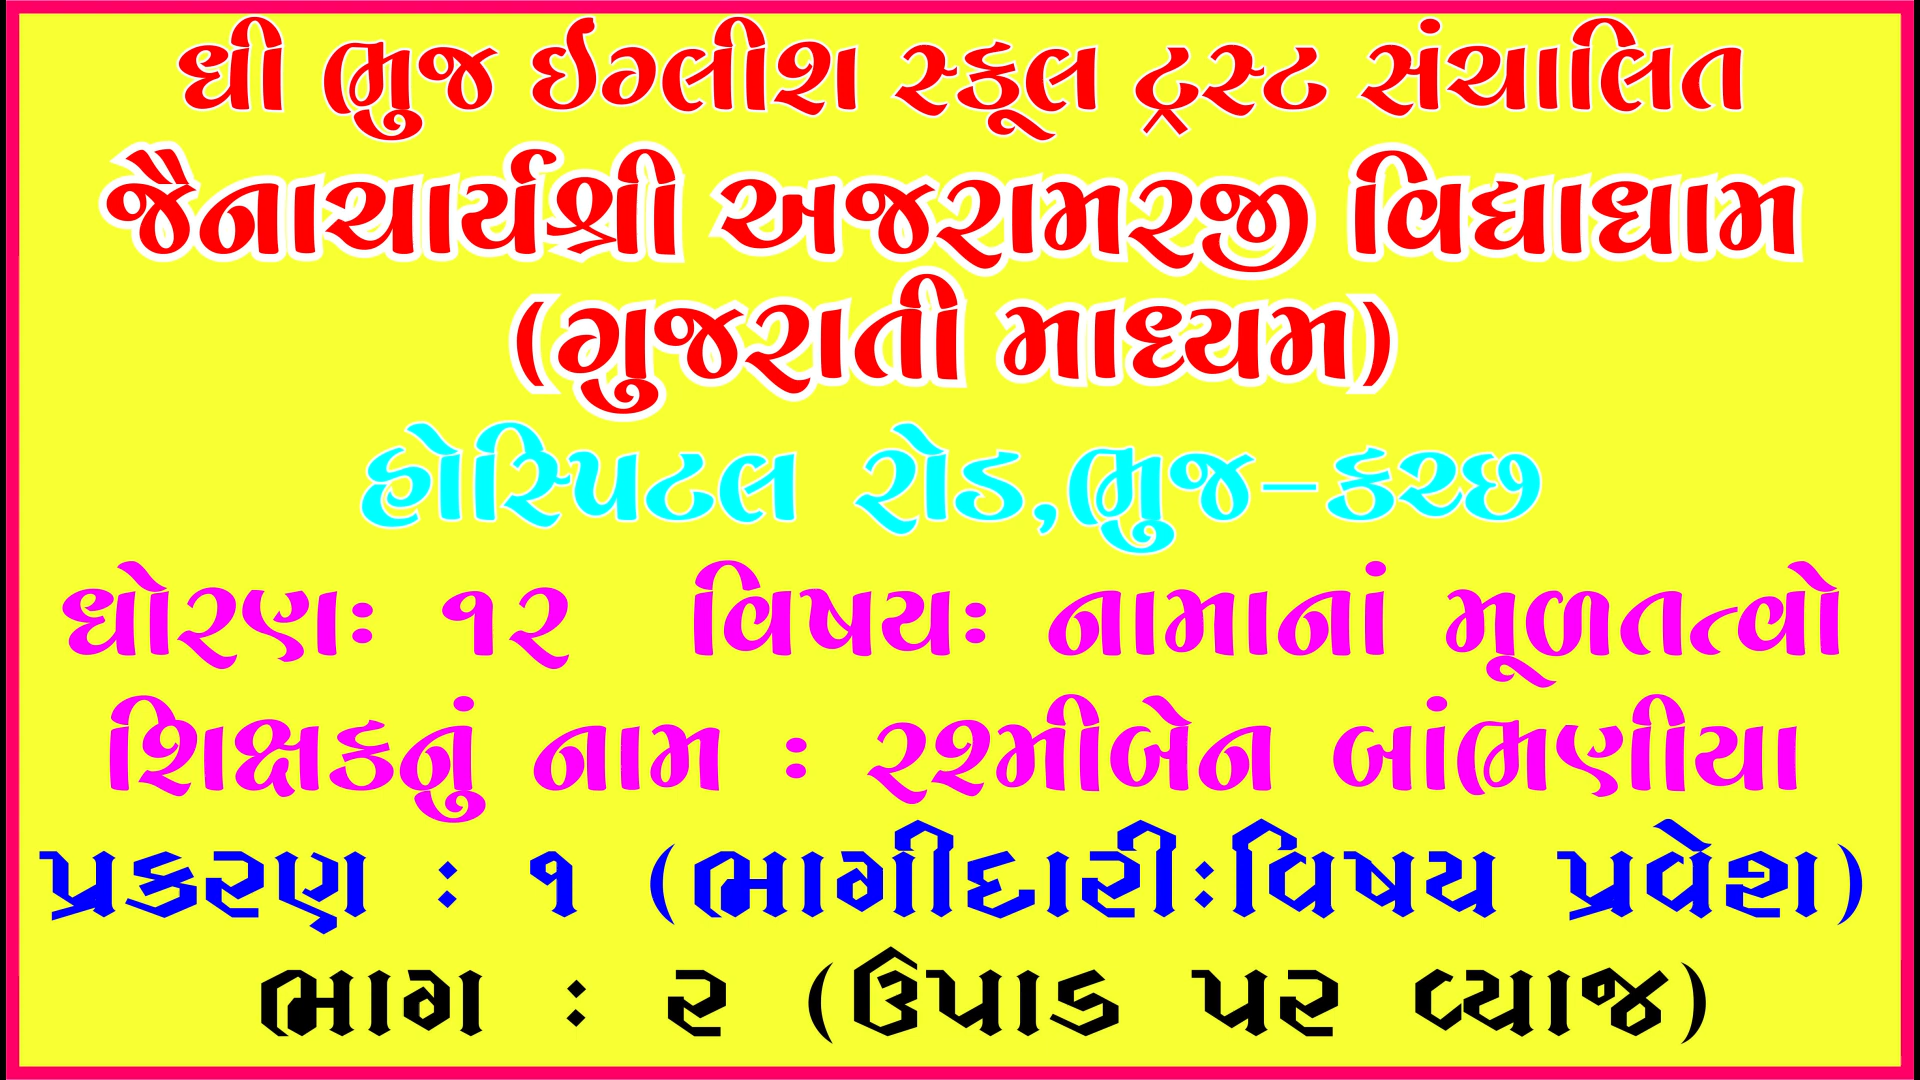 ધી ભુજ ઈગ્લીશ સ્કૂલ ટ્રસ્ટ સંચાલિત
જૈનાચાર્યશ્રી અજરામરજી વિદ્યાધામ
(ગુજરાતી માધ્યમ)
હોસ્પિટલ રોડ,ભુજ-કચ્છ
ધોરણઃ ૧૨ વિષયઃ નામાનાં મૂળતત્વો
શિક્ષકનું નામ : રશ્મીબેન બાંભણીયા
પ્રકરણ : ૧ (ભાગીદારી:વિષય પ્રવેશ)
ભાગ : ૨ (ઉપાડ પર વ્યાજ)